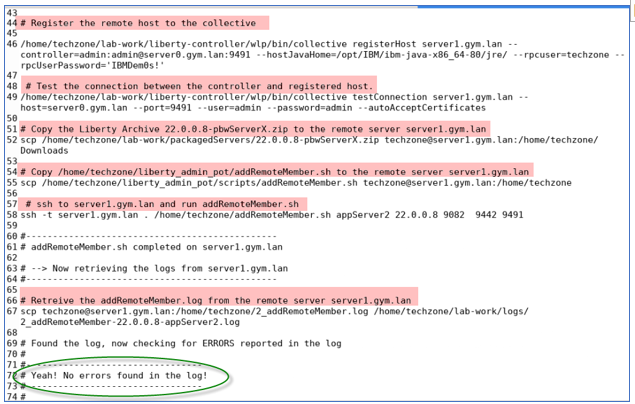 43
44 # Register the remote host to the collective
45
46 /home/techzone/lab-work/liberty-controller/wlp/bin/collective registerHost server1.gym.lan --
controller=admin:admin@server0.gym.lan:9491 --hostJavaHome=/opt/IBM/ibm-java-x86_64-80/jre/ --rpcuser=techzone --
rpcUserPassword='IBMDem0s!'
47
48 # Test the connection between the controller and registered host.
49 /home/techzone/lab-work/liberty-controller/wlp/bin/collective testConnection server1.gym.lan --
host=server0.gym.lan --port=9491 --user=admin --password=admin --autoAcceptCertificates
50
51 # Copy the Liberty Archive 22.0.0.8-pbwServerX.zip to the remote server server1.gym.lan
52 scp /home/techzone/lab-work/packagedServers/22.0.0.8-pbwServerX.zip techzone@server1.gym.lan:/home/techzone/
Downloads
53
54 # Copy /home/techzone/liberty_admin_pot/addRemoteMember.sh to the remote server server1.gym.lan
55 scp /home/techzone/liberty_admin_pot/scripts/addRemoteMember.sh techzone@server1.gym.lan:/home/techzone
56
57 # ssh to server1.gym.lan and run addRemoteMember.sh
58 ssh -t server1.gym.lan . /home/techzone/addRemoteMember.sh appServer2 22.0.0.8 9082 9442 9491
59
60 #--------------------------------------------------
61 # addRemoteMember.sh completed on server1.gym.lan
62
63 # --> Now retrieving the logs from server1.gym.lan
64 #--------------------------------------------------
65
66 # Retreive the addRemoteMember.log from the remote server server1.gym.lan
67 scp techzone@server1.gym.lan:/home/techzone/2_addRemoteMember.log /home/techzone/lab-work/logs/
2_addRemoteMember-22.0.0.8-appServer2.log
68
69 # Found the log, now checking for ERRORS reported in the log
70 #
71 #-----------------------------------
72 # Yeah! No errors found in the log!
73 #-----------------------------------
74 #